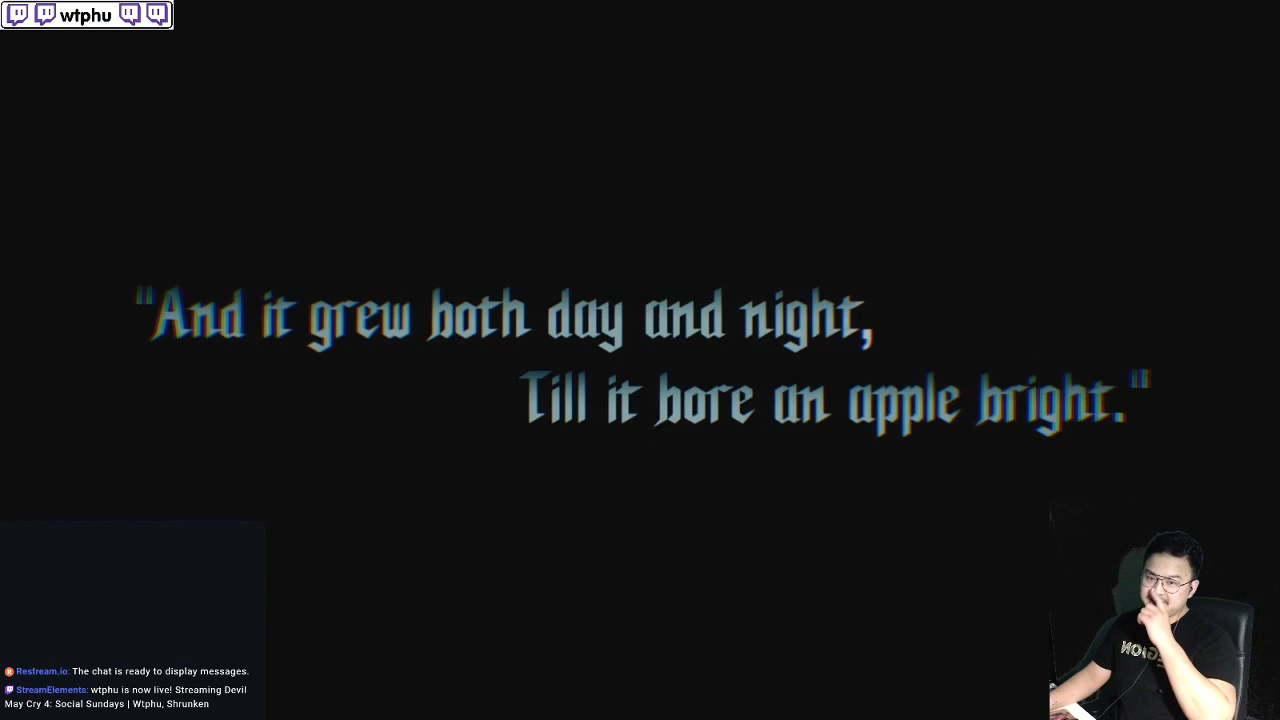 wtphu
"And it grew both day and night,
Till it bore an apple bright."
Restream.io: The chat is ready to display messages.
StreamElements: wtphu is now live! Streaming Devil
May Cry 4: Social Sundays | Wtphu, Shrunken